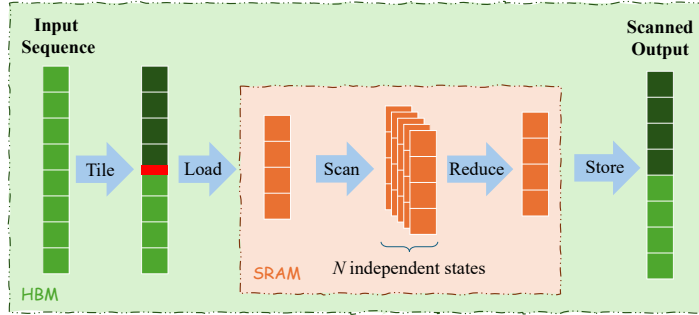 Input
Sequence
Scanned
Output
Tile
Load
Scan
Reduce
Store
N independent states
SRAM
HBM